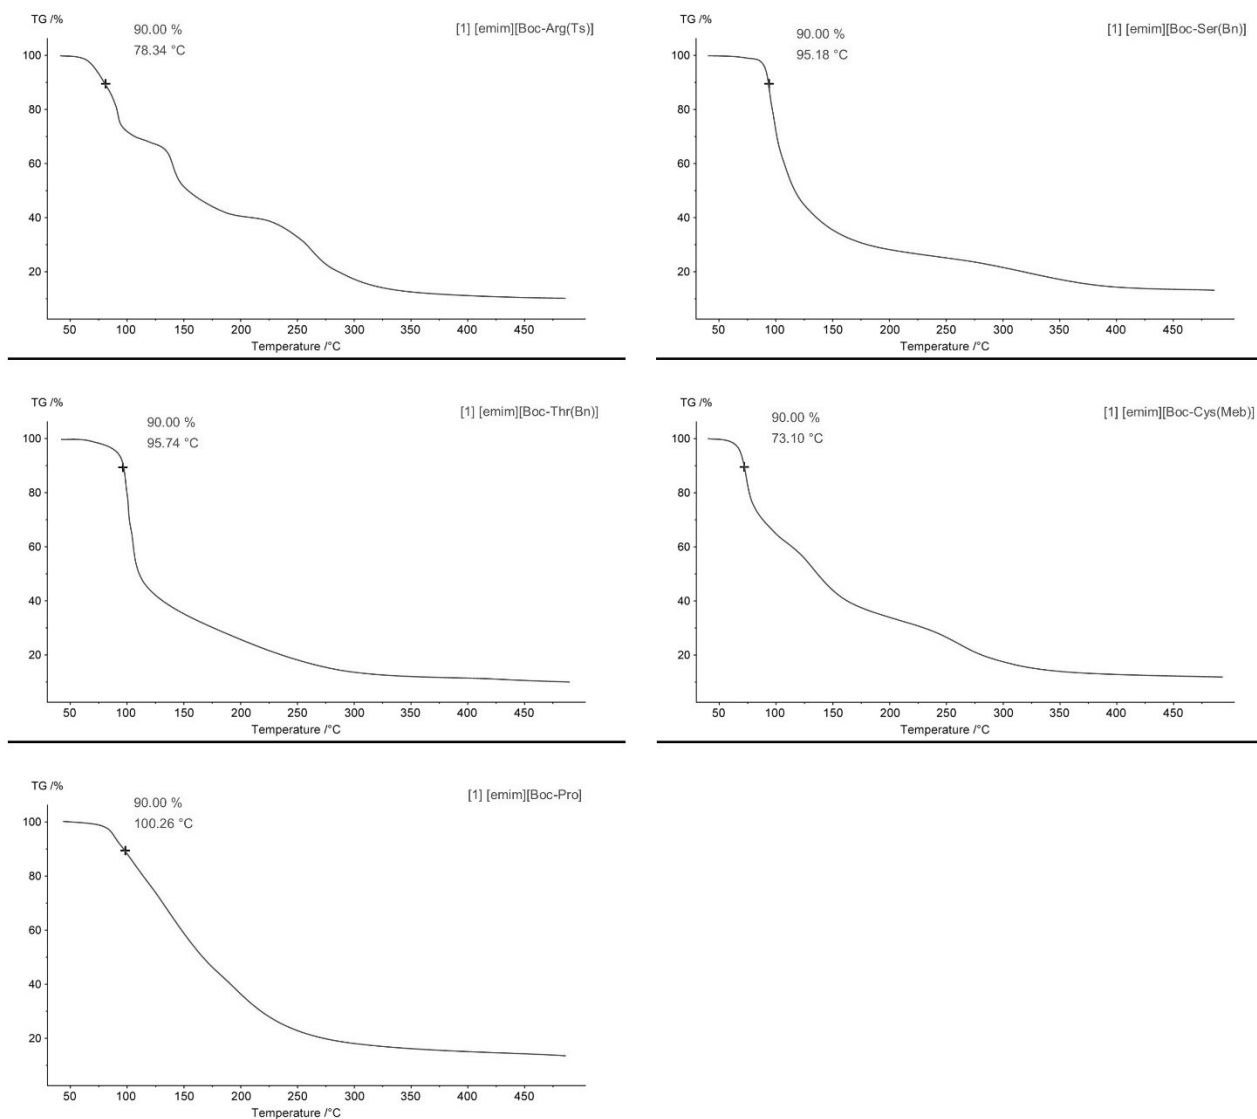 TG /%
90.00 %
78.34 °C
[1] [emim][Boc-Arg(Ts)]
100
80
60
40
20
50 100 150 200 250 300 350 400 450
Temperature /°C
TG /%
90.00 %
95.18 °C
[1] [emim][Boc-Ser(Bn)]
100
80
60
40
20
50 100 150 200 250 300 350 400 450
Temperature /°C
TG /%
90.00 %
95.74 °C
[1] [emim][Boc-Thr(Bn)]
100
80
60
40
20
50 100 150 200 250 300 350 400 450
Temperature /°C
TG /%
90.00 %
73.10 °C
[1] [emim][Boc-Cys(Meb)]
100
80
60
40
20
50 100 150 200 250 300 350 400 450
Temperature /°C
TG /%
90.00 %
100.26 °C
[1] [emim][Boc-Pro]
100
80
60
40
20
50 100 150 200 250 300 350 400 450
Temperature /°C